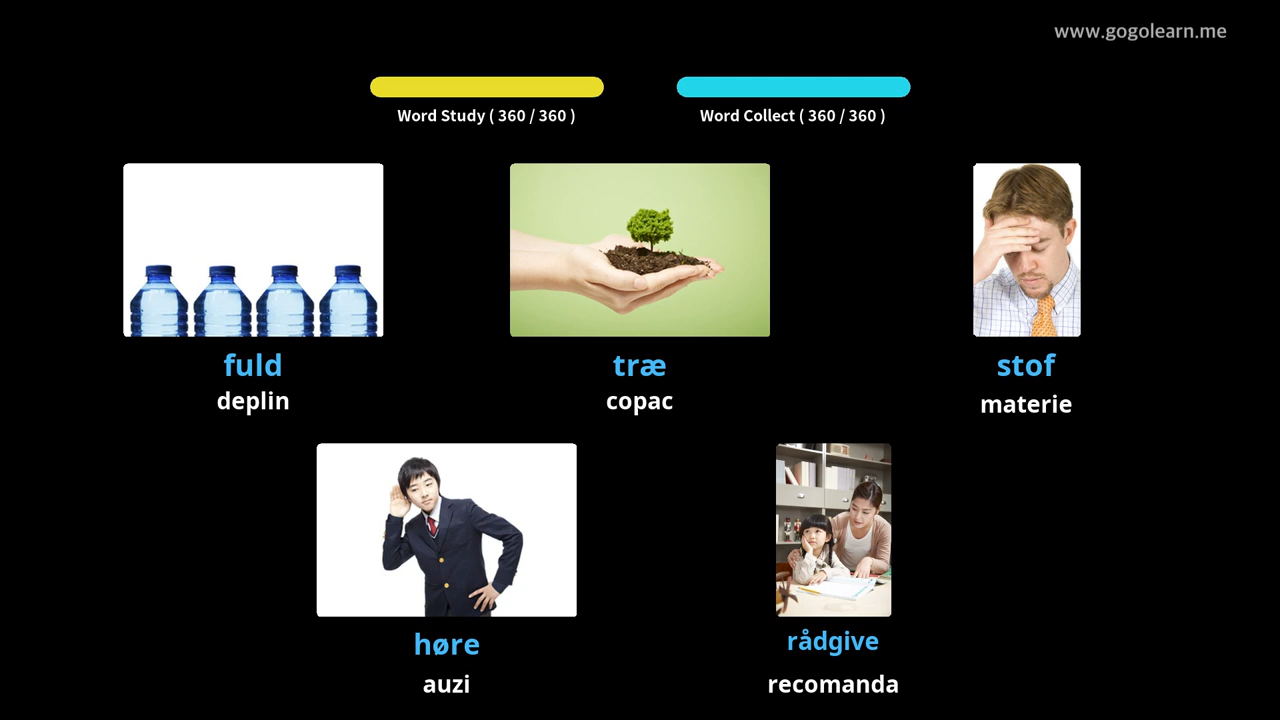 www.gogolearn.me
Word Study ( 360 / 360 )
Word Collect ( 360 / 360 )
fuld
deplin
træ
copac
stof
materie
høre
auzi
rådgive
recomanda